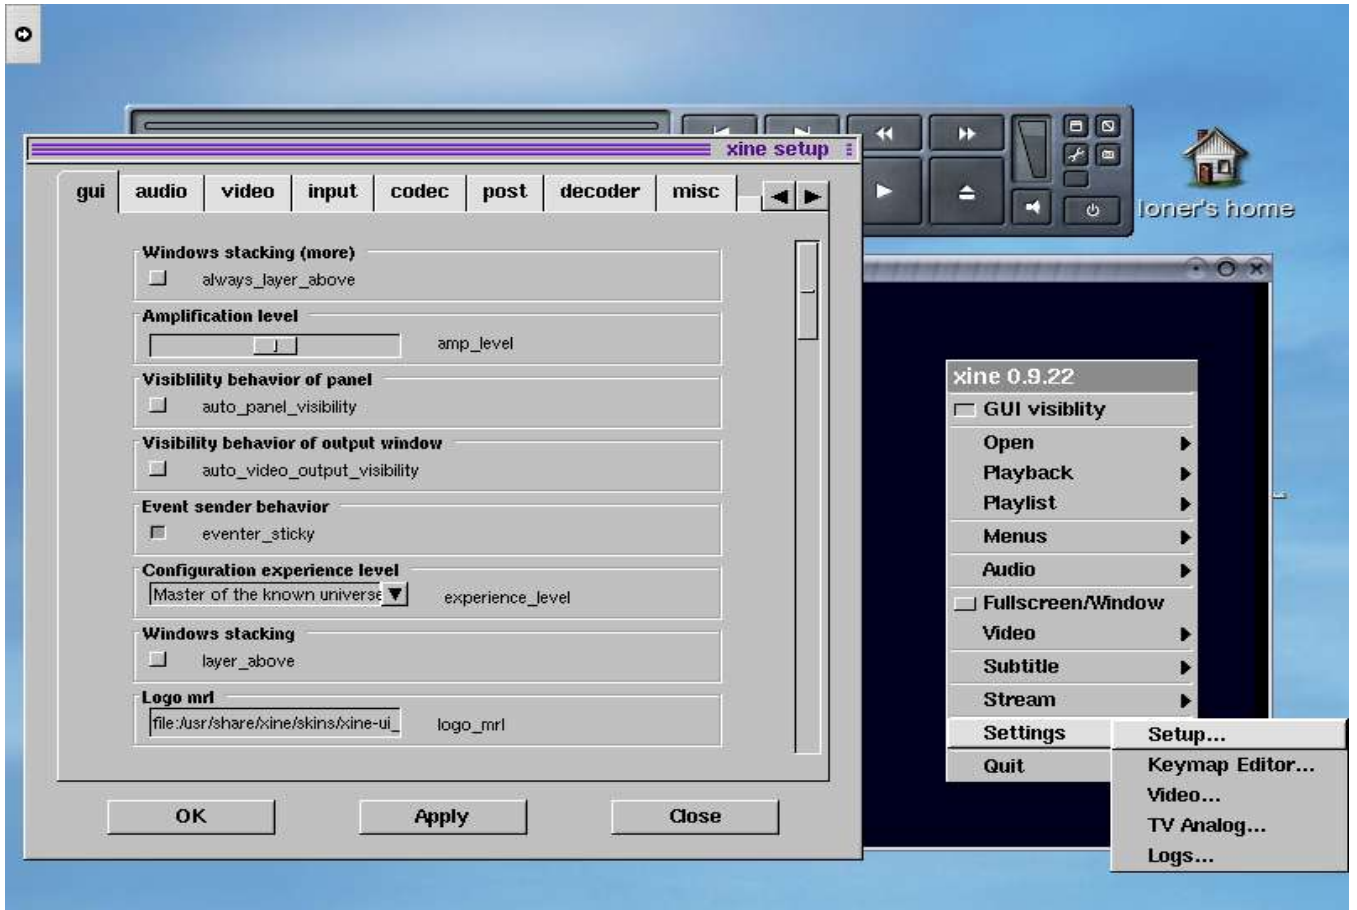 xine setup
gui audio video input codec post decoder misc
Windows stacking (more)
always_layer_above
Amplification level
amp_level
Visiblility behavior of panel
auto_panel_visibility
Visibility behavior of output window
auto_video_output_visibility
Event sender behavior
eventer_sticky
Configuration experience level
Master of the known universe
experience_level
Windows stacking
layer_above
Logo mrl
file:/usr/share/xine/skins/xine-ui_
logo_mrl
OK Apply Close
loner's home
xine 0.9.22
GUI visiblity
Open
Playback
Playlist
Menus
Audio
Fullscreen/Window
Video
Subtitle
Stream
Settings
Quit
Setup...
Keymap Editor...
Video...
TV Analog...
Logs...